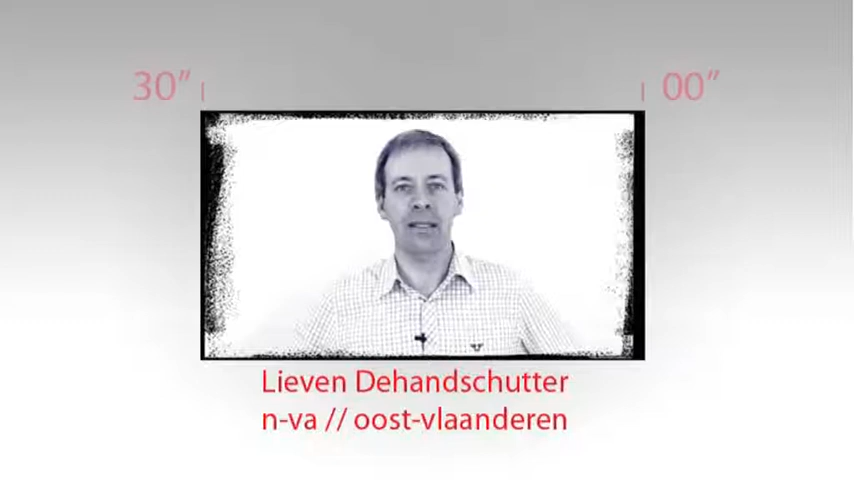 30” 00”
Lieven Dehandschutter
n-va // oost-vlaanderen